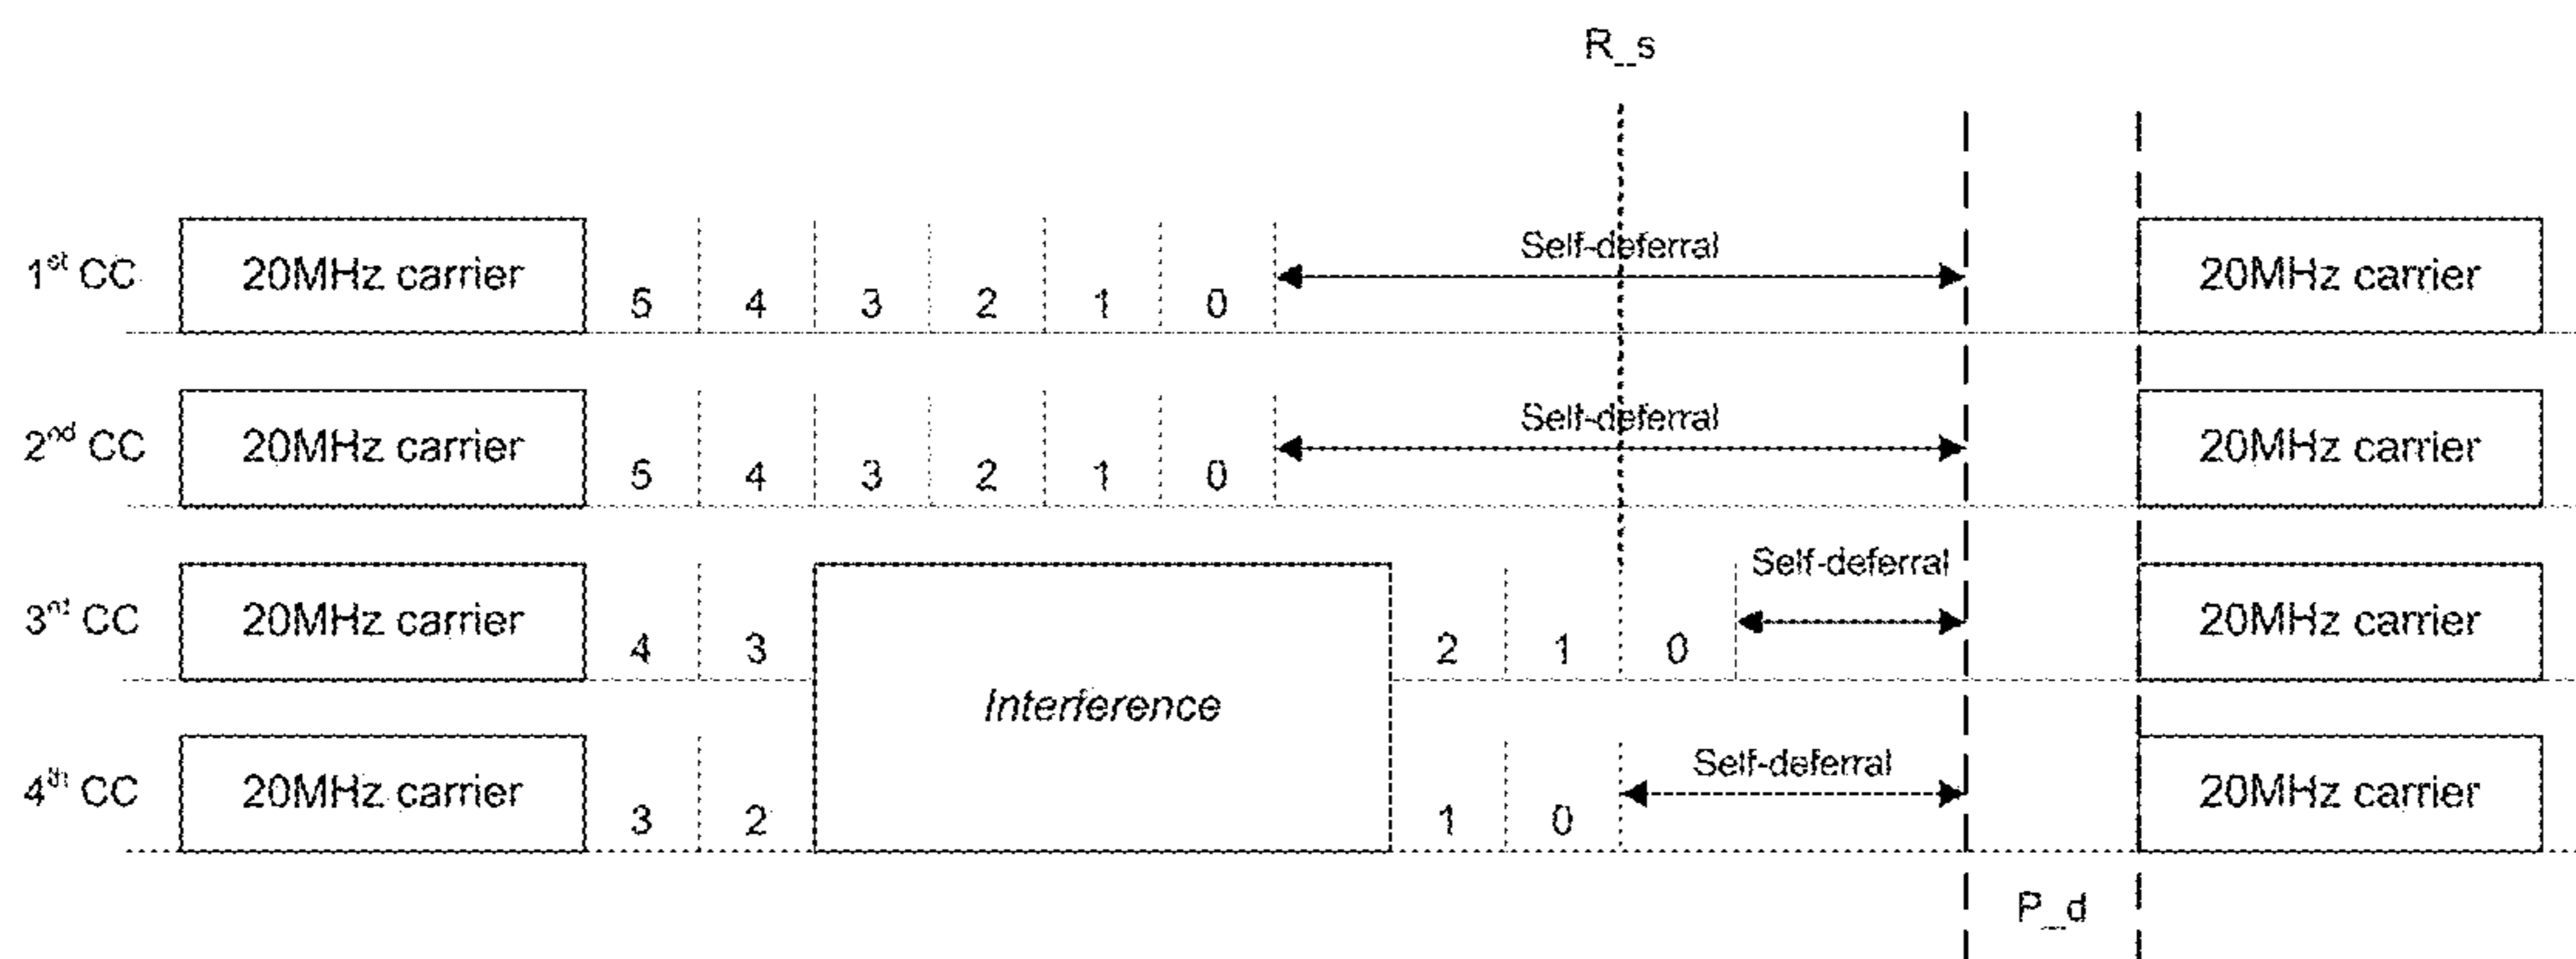 R_s
1st CC 20MHz carrier 5 4 3 2 1 0 Self-deferral 20MHz carrier
2nd CC 20MHz carrier 5 4 3 2 1 0 Self-deferral 20MHz carrier
3rd CC 20MHz carrier 4 3 Interference 2 1 0 Self-deferral 20MHz carrier
4th CC 20MHz carrier 3 2 1 0 Self-deferral 20MHz carrier
P_d